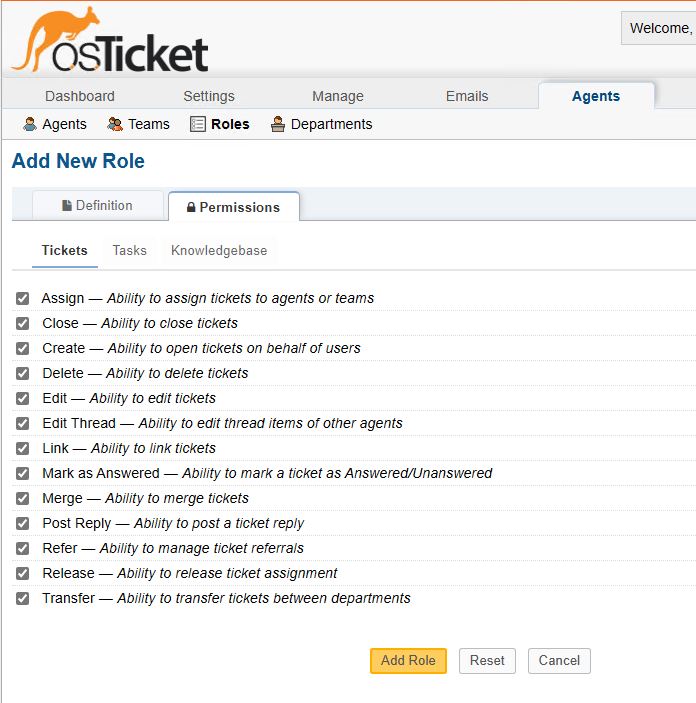 osTicket
Welcome,
Dashboard Settings Manage Emails Agents
Agents Teams Roles Departments
Add New Role
Definition Permissions
Tickets Tasks Knowledgebase
Assign — Ability to assign tickets to agents or teams
Close — Ability to close tickets
Create — Ability to open tickets on behalf of users
Delete — Ability to delete tickets
Edit — Ability to edit tickets
Edit Thread — Ability to edit thread items of other agents
Link — Ability to link tickets
Mark as Answered — Ability to mark a ticket as Answered/Unanswered
Merge — Ability to merge tickets
Post Reply — Ability to post a ticket reply
Refer — Ability to manage ticket referrals
Release — Ability to release ticket assignment
Transfer — Ability to transfer tickets between departments
Add Role Reset Cancel